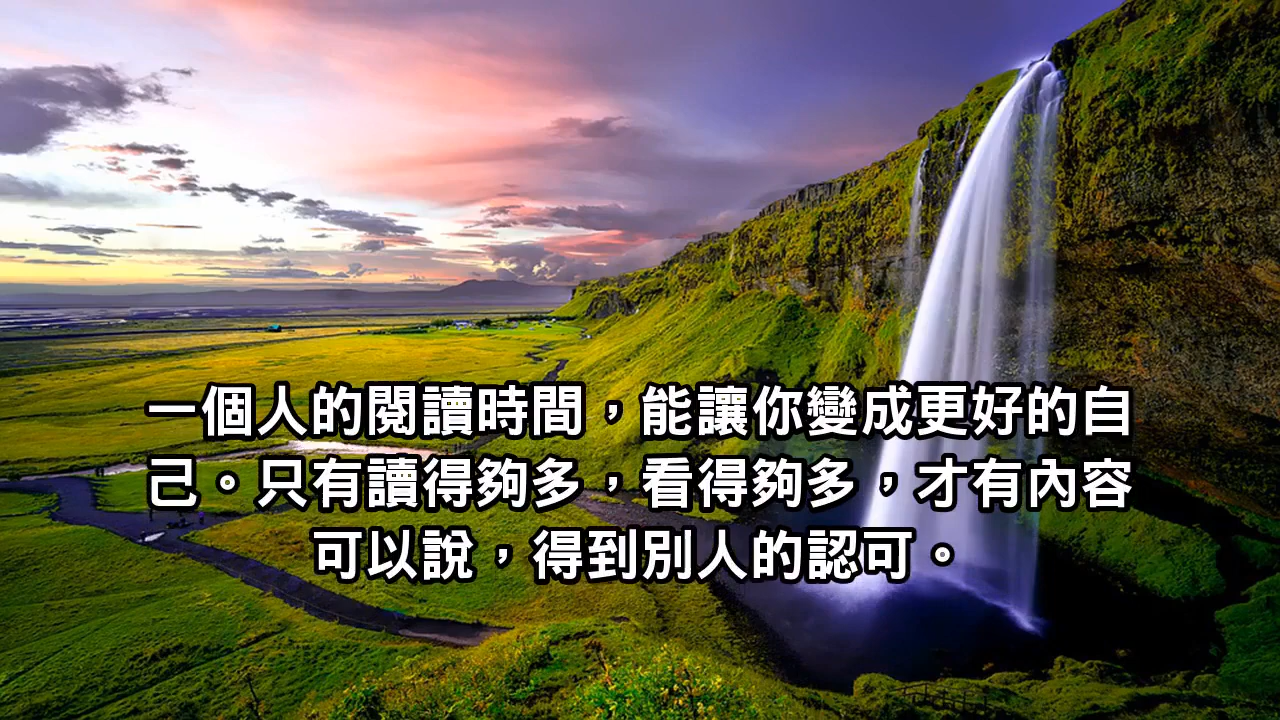 一個人的閱讀時間，能讓你變成更好的自
己。只有讀得夠多，看得夠多，才有內容
可以說，得到別人的認可。